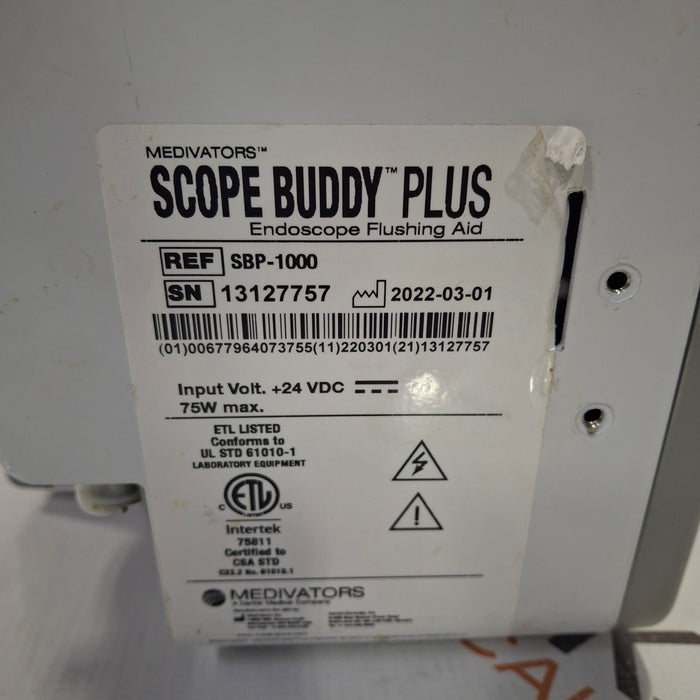 MEDIVATORS™
SCOPE BUDDY™ PLUS
Endoscope Flushing Aid
REF SBP-1000
SN 13127757 2022-03-01
(01)00677964073755(11)220301(21)13127757
Input Volt. +24 VDC
75W max.
ETL LISTED
Conforms to
UL STD 61010-1
LABORATORY EQUIPMENT
ETL
C US
Intertek
75811
Certified to
CSA STD
C22.2 No. 61010.1
MEDIVATORS
A Cantel Medical Company